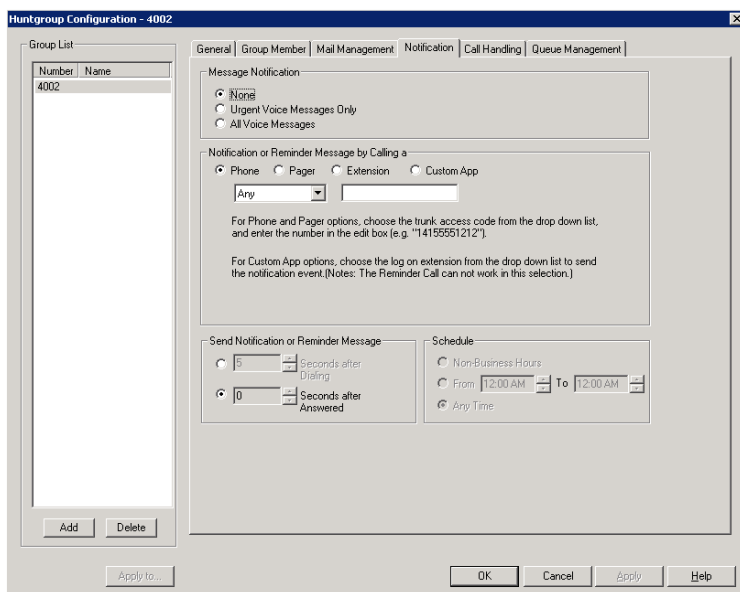 Huntgroup Configuration - 4002
Group List
Number Name
4002
Add Delete
Apply to...
General Group Member Mail Management Notification Call Handling Queue Management
Message Notification
None
Urgent Voice Messages Only
All Voice Messages
Notification or Reminder Message by Calling a
Phone Pager Extension Custom App
Any
For Phone and Pager options, choose the trunk access code from the drop down list,
and enter the number in the edit box (e.g. "14155551212").
For Custom App options, choose the log on extension from the drop down list to send
the notification event.(Notes: The Reminder Call can not work in this selection.)
Send Notification or Reminder Message
5 Seconds after
Dialing
0 Seconds after
Answered
Schedule
Non-Business Hours
From 12:00 AM To 12:00 AM
Any Time
OK Cancel Apply Help